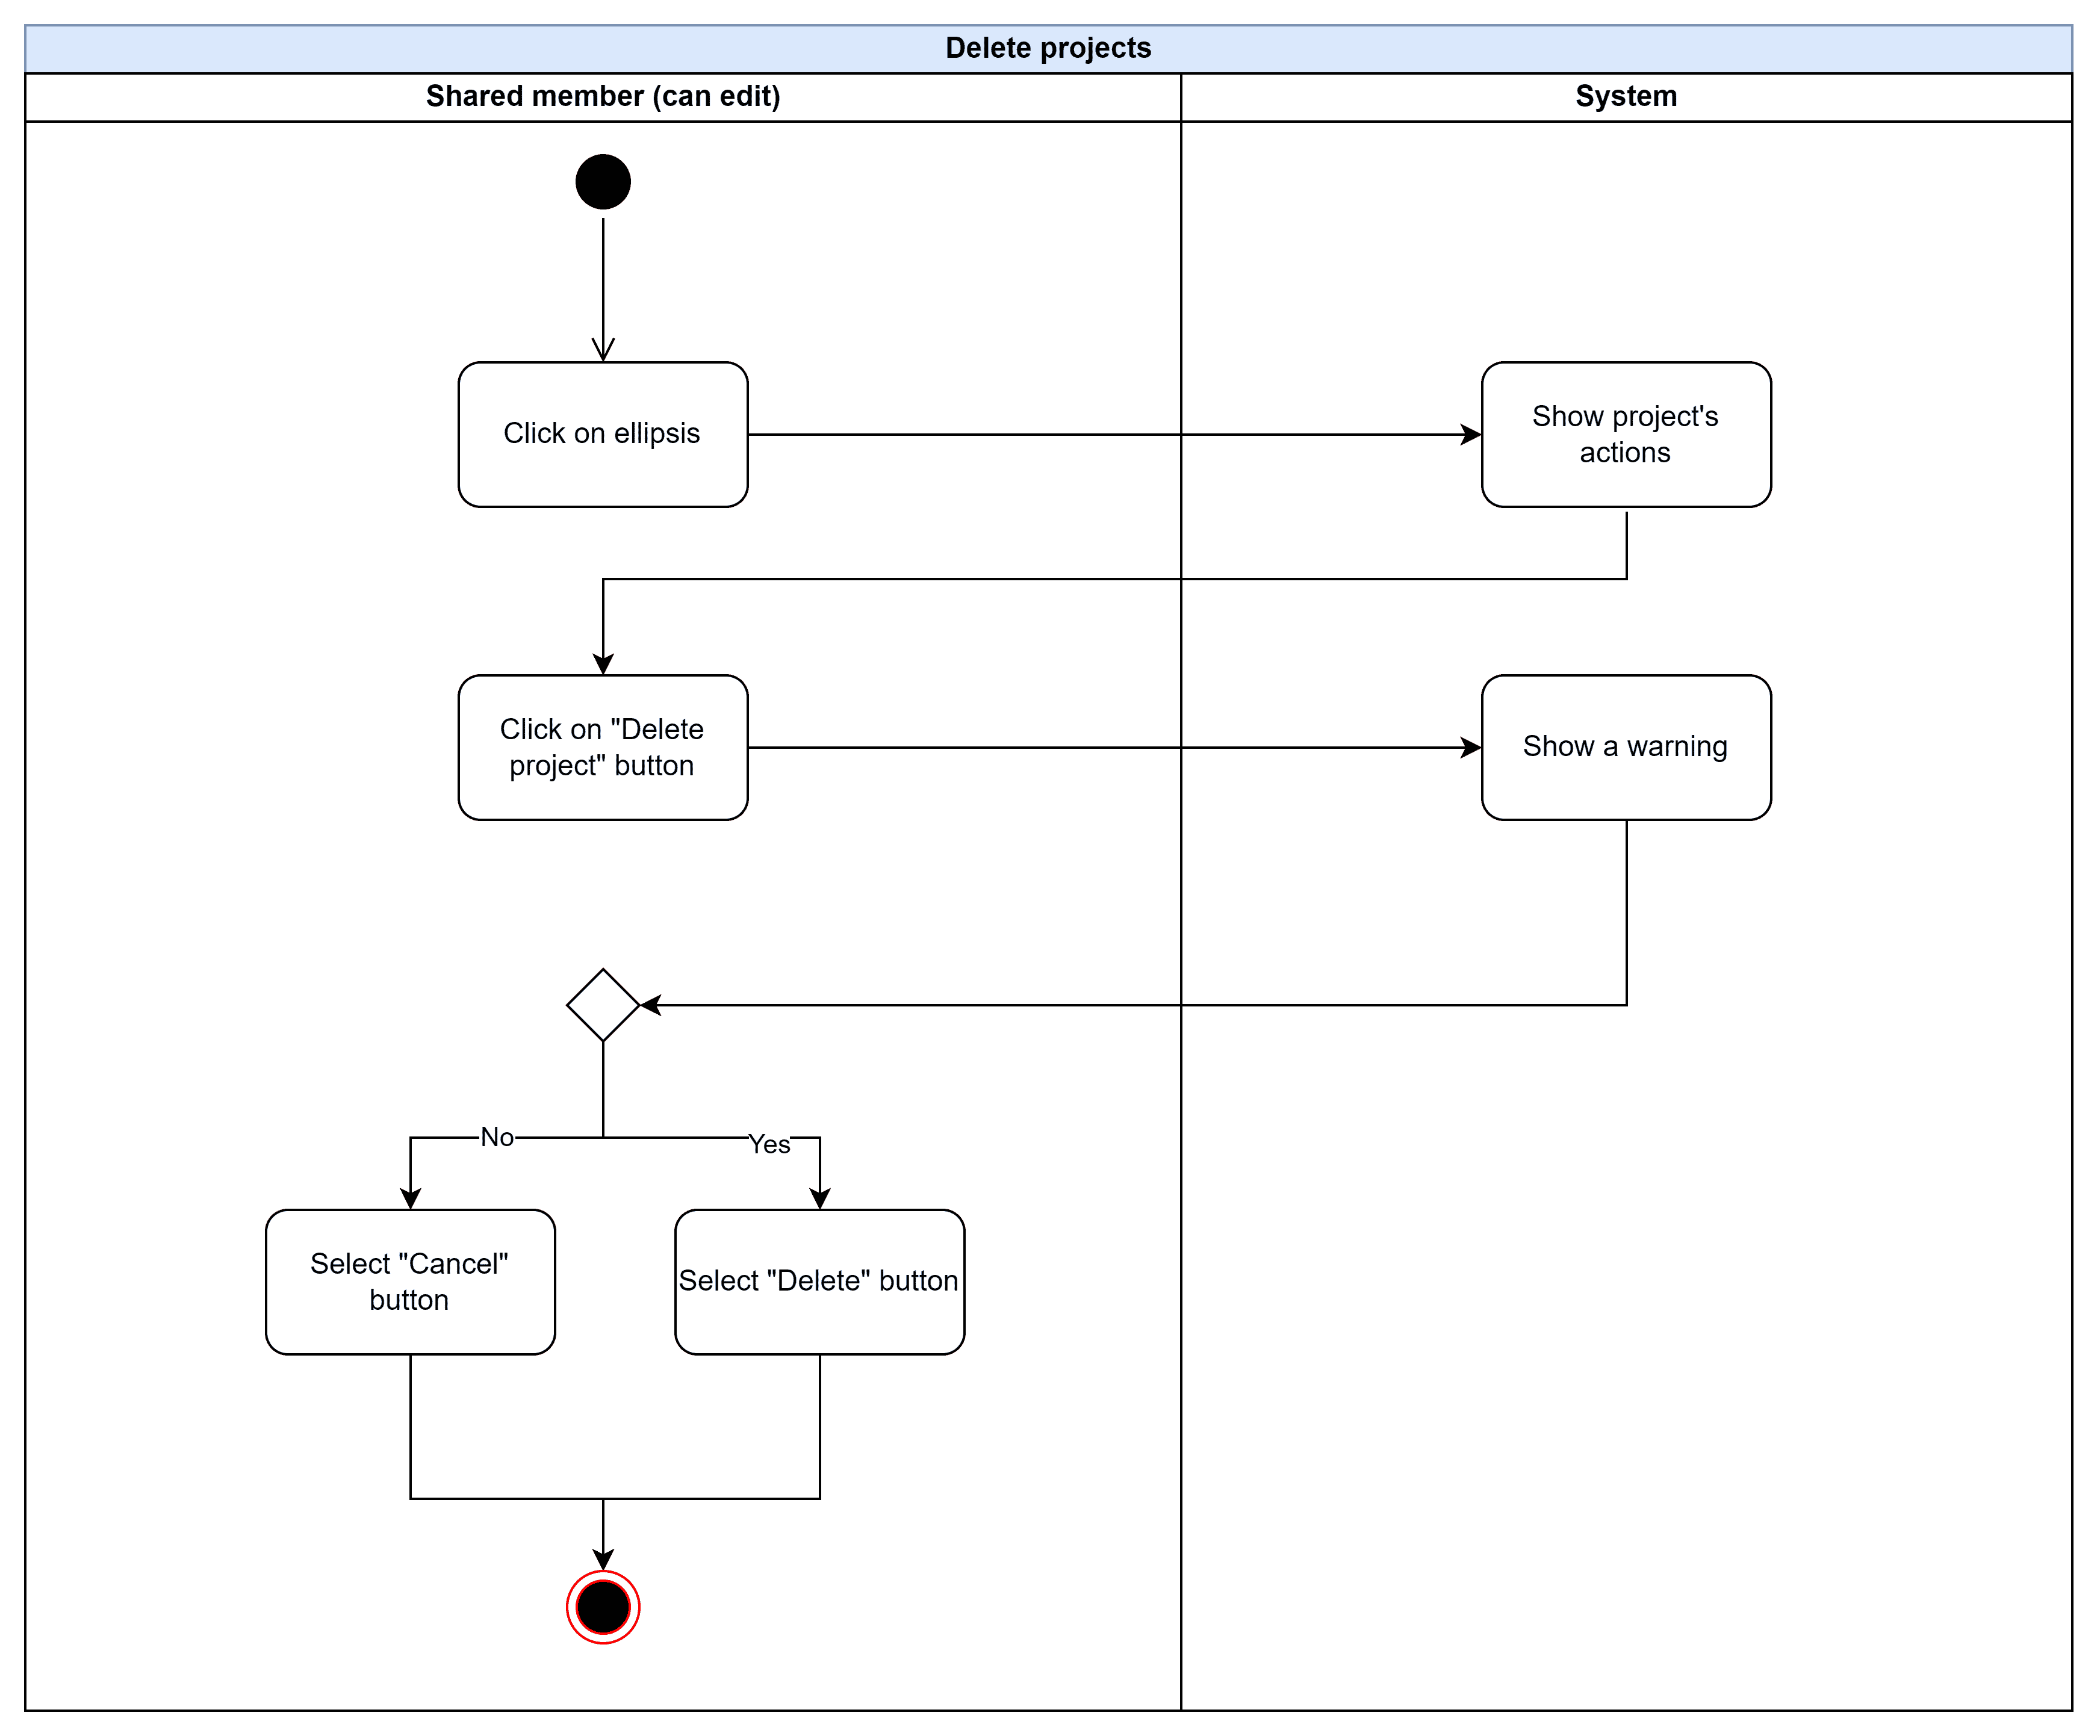 Delete projects
Shared member (can edit)
System
Click on ellipsis
Show project's
actions
Click on "Delete
project" button
Show a warning
No
Yes
Select "Cancel"
button
Select "Delete" button